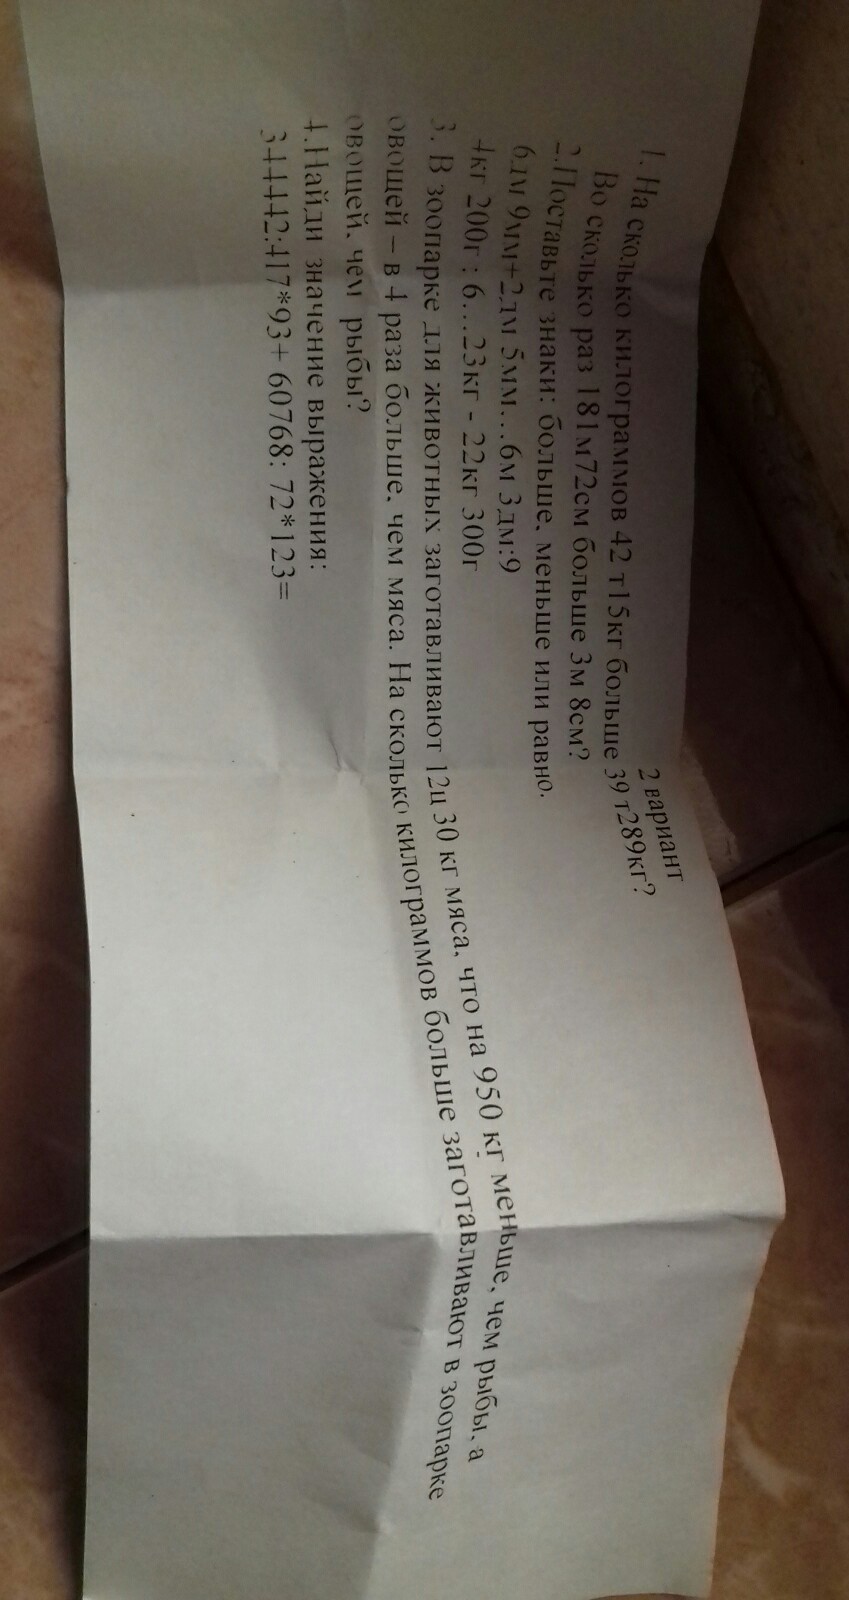 2 вариант
1. На сколько килограммов 42 т15кг больше 39 т289кг?
Во сколько раз 181м72см больше 3м 8см?
2.Поставьте знаки: больше, меньше или равно.
6дм 9мм+2дм 5мм…6м 3дм:9
4кг 200г : 6…23кг - 22кг 300г
3. В зоопарке для животных заготавливают 12ц 30 кг мяса, что на 950 кг меньше, чем рыбы, а
овощей – в 4 раза больше, чем мяса. На сколько килограммов больше заготавливают в зоопарке
овощей, чем рыбы?
4.Найди значение выражения:
344442:417*93+ 60768: 72*123=